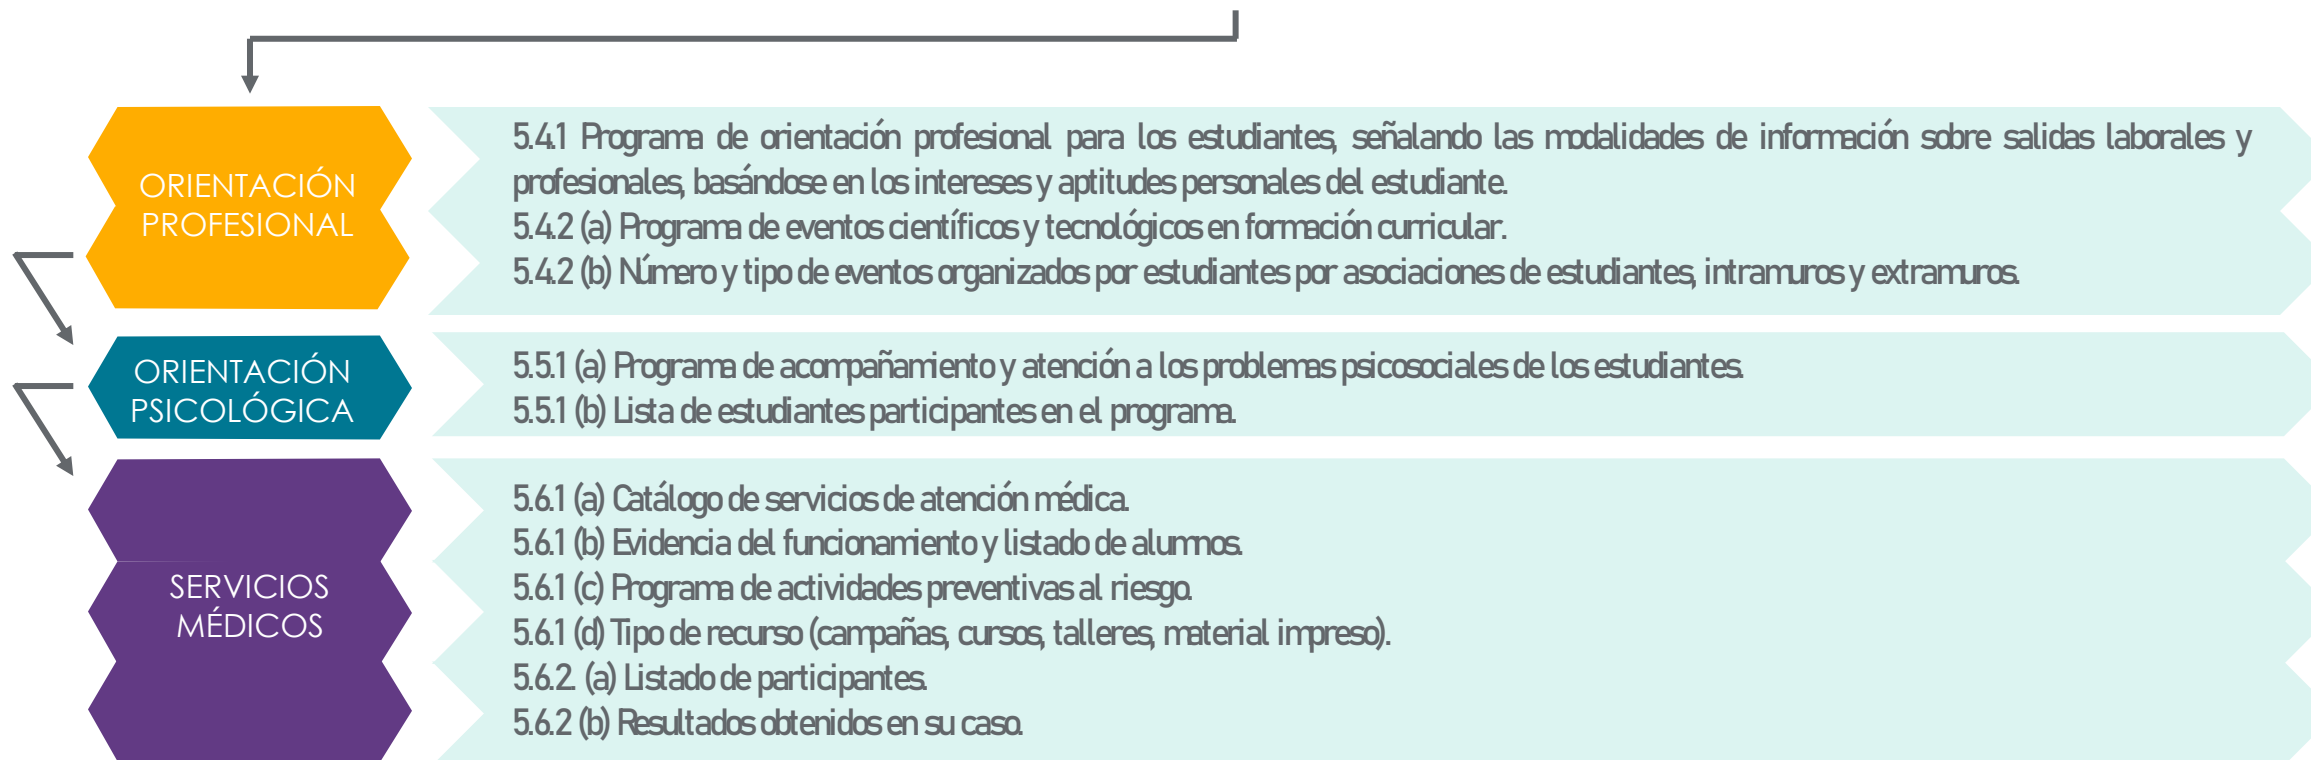 ORIENTACIÓN
PROFESIONAL
5.4.1 Programa de orientación profesional para los estudiantes, señalando las modalidades de información sobre salidas laborales y
profesionales, basándose en los intereses y aptitudes personales del estudiante.
5.4.2 (a) Programa de eventos científicos y tecnológicos en formación curricular.
5.4.2 (b) Número y tipo de eventos organizados por estudiantes por asociaciones de estudiantes, intramuros y extramuros.
ORIENTACIÓN
PSICOLÓGICA
5.5.1 (a) Programa de acompañamiento y atención a los problemas psicosociales de los estudiantes.
5.5.1 (b) Lista de estudiantes participantes en el programa.
SERVICIOS
MÉDICOS
5.6.1 (a) Catálogo de servicios de atención médica.
5.6.1 (b) Evidencia del funcionamiento y listado de alumnos.
5.6.1 (c) Programa de actividades preventivas al riesgo.
5.6.1 (d) Tipo de recurso (campañas, cursos, talleres, material impreso).
5.6.2. (a) Listado de participantes.
5.6.2 (b) Resultados obtenidos en su caso.